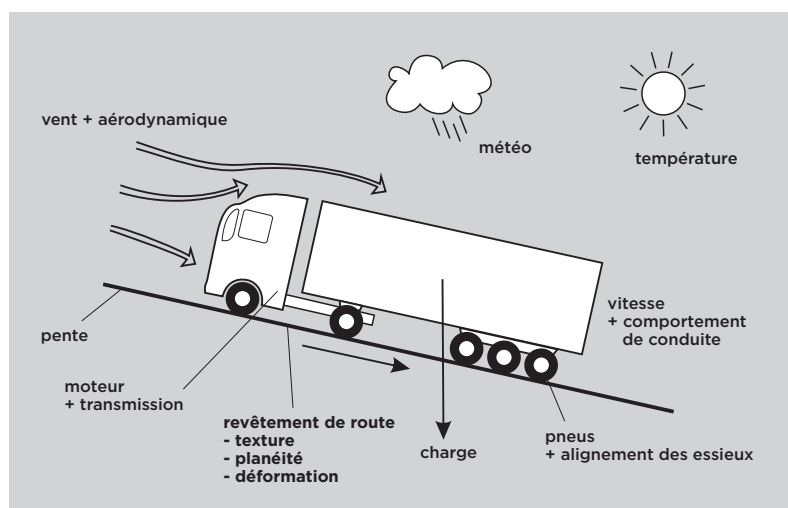 vent + aérodynamique
météo
température
pente
vitesse
+ comportement
de conduite
moteur
+ transmission
revêtement de route
- texture
- planéité
- déformation
charge
pneus
+ alignement des essieux